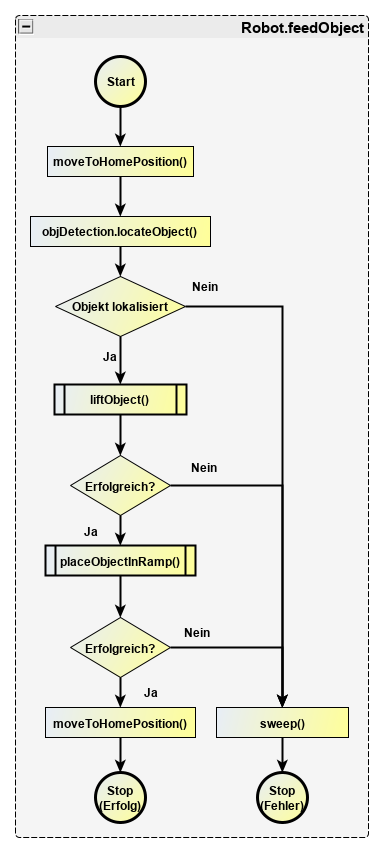 Robot.feedObject
Start
moveToHomePosition()
objDetection.locateObject()
Objekt lokalisiert
Nein
Ja
liftObject()
Erfolgreich?
Nein
Ja
placeObjectInRamp()
Erfolgreich?
Nein
Ja
moveToHomePosition()
sweep()
Stop
(Erfolg)
Stop
(Fehler)